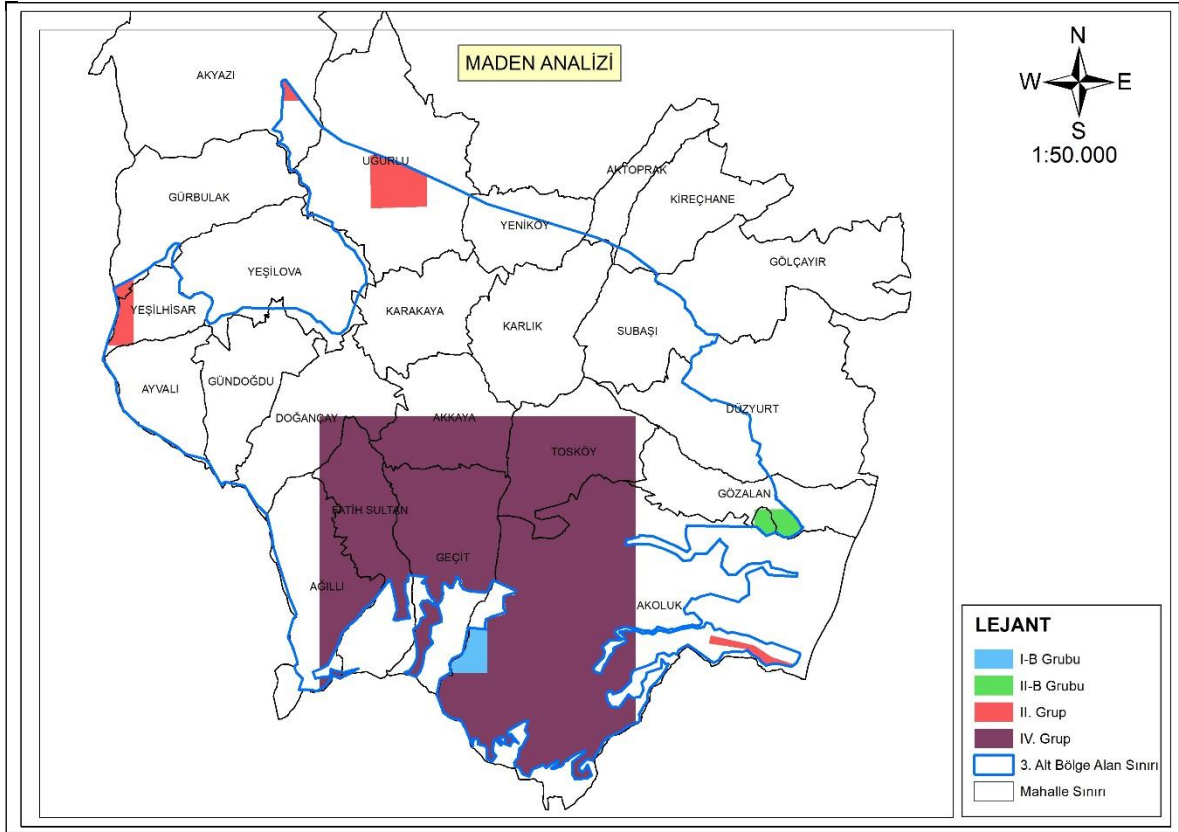 MADEN ANALİZİ
N
W
E
S
1:50.000
AKYAZI
UĞURLU
AKTOPRAK
KİREÇHANE
GÜRBULAK
YENİKÖY
GÖLÇAYIR
YEŞİLOVA
YEŞİLHİSAR
KARAKAYA
KARLIK
SUBAŞI
AYVALI
GÜNDOĞDU
DOĞANÇAY
AKKAYA
DÜZYURT
TOSKÖY
GÖZALAN
FATİH SULTAN
GEÇİT
AĞILLI
AKOLUK
LEJANT
I-B Grubu
II-B Grubu
II. Grup
IV. Grup
3. Alt Bölge Alan Sınırı
Mahalle Sınırı